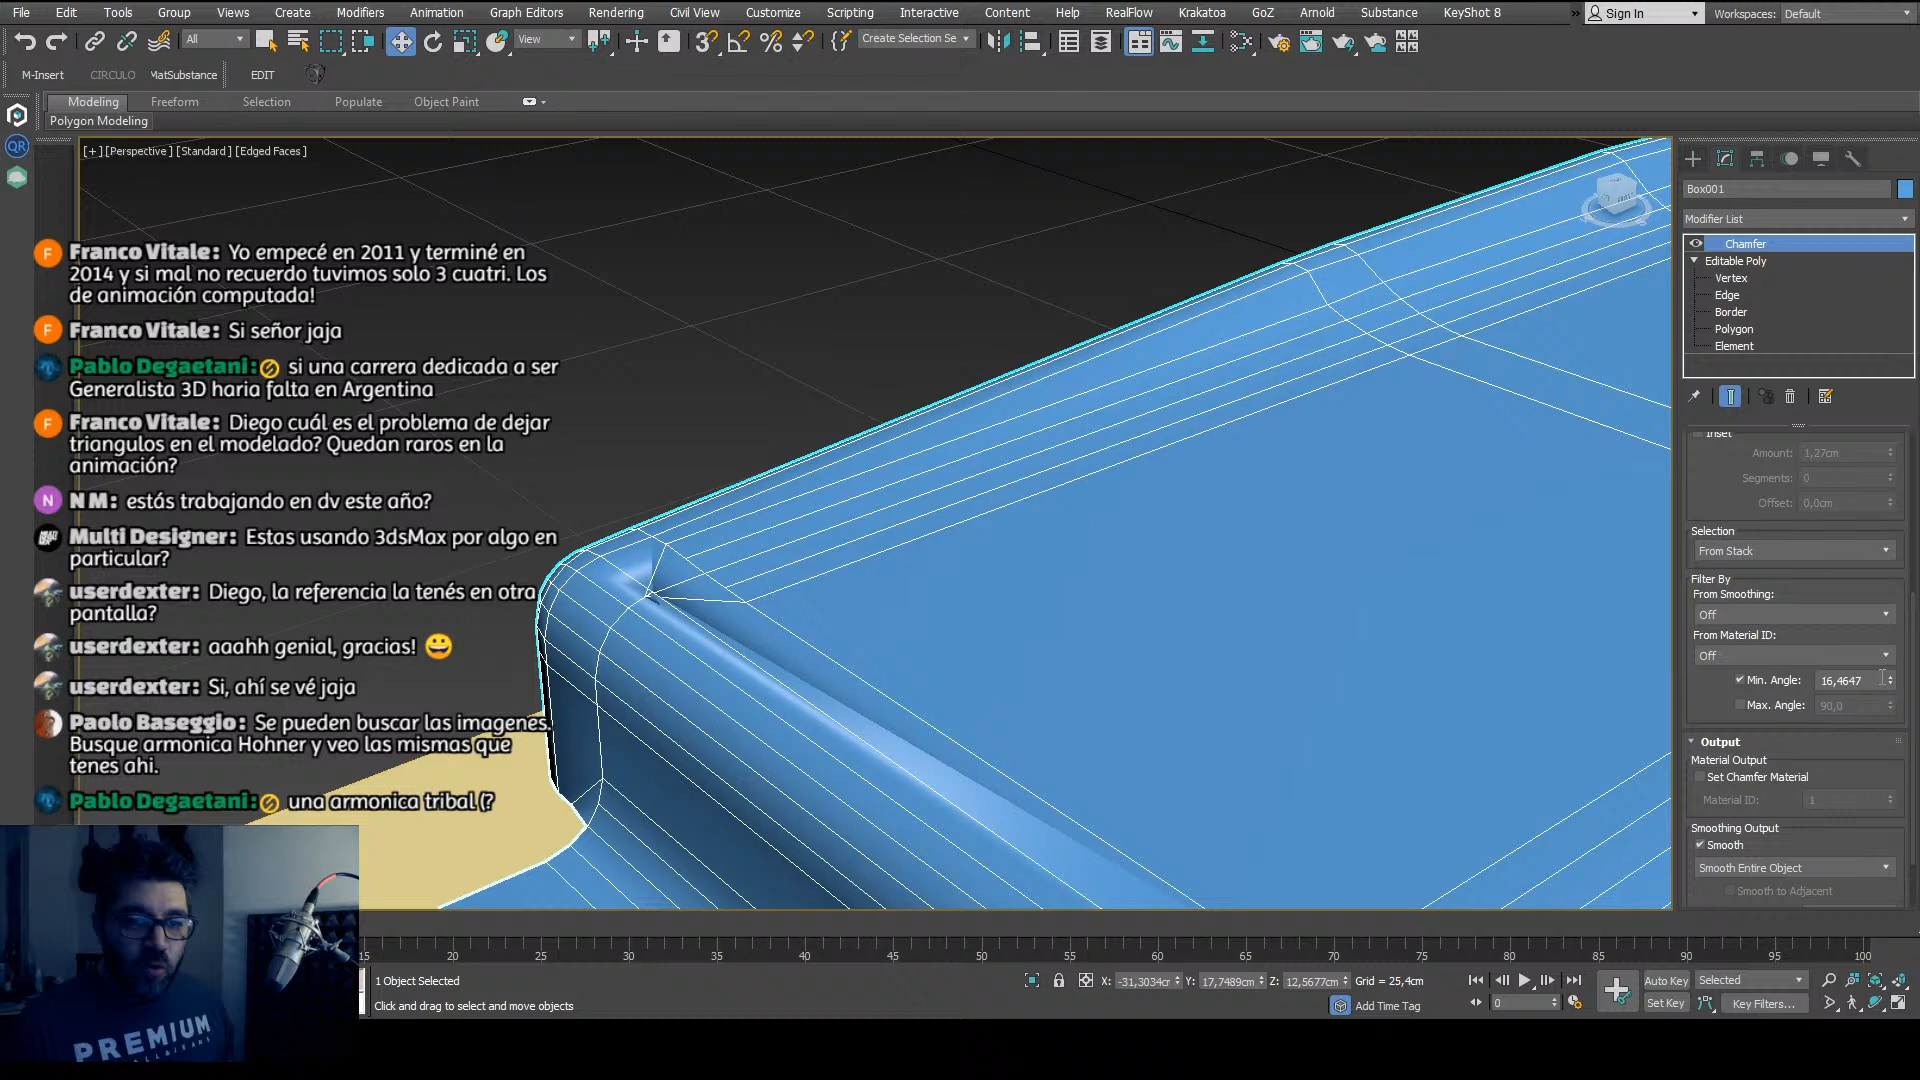 File Edit Tools Group Views Create Modifiers Animation Graph Editors Rendering Civil View Customize Scripting Interactive Content Help RealFlow Krakatoa GoZ Arnold Substance KeyShot 8 » Sign In Workspaces: Default
All View Create Selection Se
M-Insert CIRCULO MatSubstance EDIT
Modeling Freeform Selection Populate Object Paint
Polygon Modeling
QR
[+] [Perspective] [Standard] [Edged Faces]
Franco Vitale: Yo empecé en 2011 y terminé en
2014 y si mal no recuerdo tuvimos solo 3 cuatri. Los
de animación computada!
Franco Vitale: Si señor jaja
Pablo Degaetani: si una carrera dedicada a ser
Generalista 3D haria falta en Argentina
Franco Vitale: Diego cuál es el problema de dejar
triangulos en el modelado? Quedan raros en la
animación?
N M: estás trabajando en dv este año?
Multi Designer: Estas usando 3dsMax por algo en
particular?
userdexter: Diego, la referencia la tenés en otra
pantalla?
userdexter: aaahh genial, gracias! 😀
userdexter: Si, ahí se vé jaja
Paolo Baseggio: Se pueden buscar las imagenes.
Busque armonica Hohner y veo las mismas que
tenes ahi.
Pablo Degaetani: una armonica tribal (?
PREMIUM
Box001
Modifier List
Chamfer
Editable Poly
Vertex
Edge
Border
Polygon
Element
Inset
Amount: 1,27cm
Segments: 0
Offset: 0,0cm
Selection
From Stack
Filter By
From Smoothing:
Off
From Material ID:
Off
Min. Angle: 16,4647
Max. Angle: 90,0
Output
Material Output
Set Chamfer Material
Material ID: 1
Smoothing Output
Smooth
Smooth Entire Object
Smooth to Adjacent
15 20 25 30 35 40 45 50 55 60 65 70 75 80 85 90 95 100
1 Object Selected
Click and drag to select and move objects
X: -31,3034cm Y: 17,7489cm Z: 12,5677cm Grid = 25,4cm
Add Time Tag
0
Auto Key Selected
Set Key Key Filters...